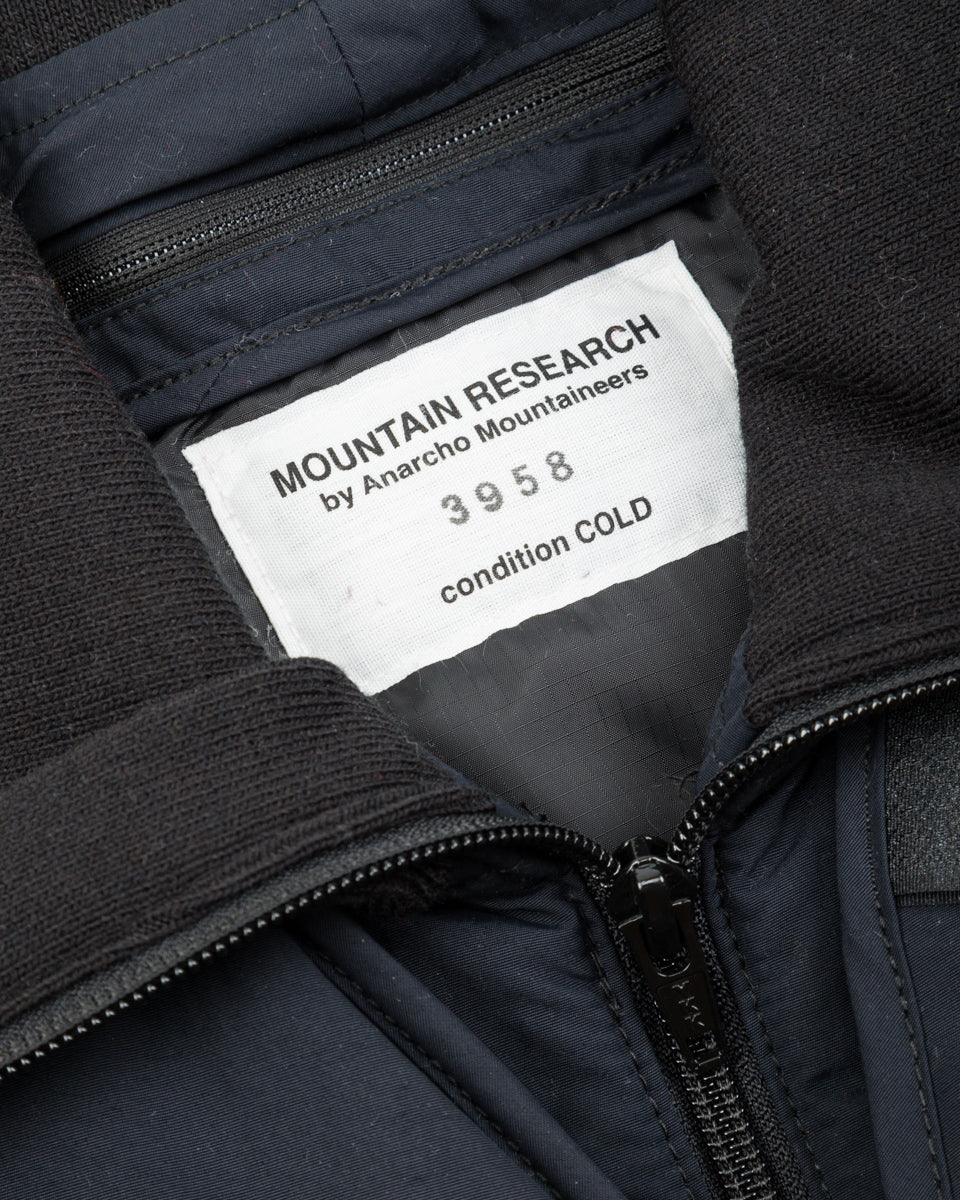 MOUNTAIN RESEARCH
by Anarcho Mountaineers
3958
condition COLD